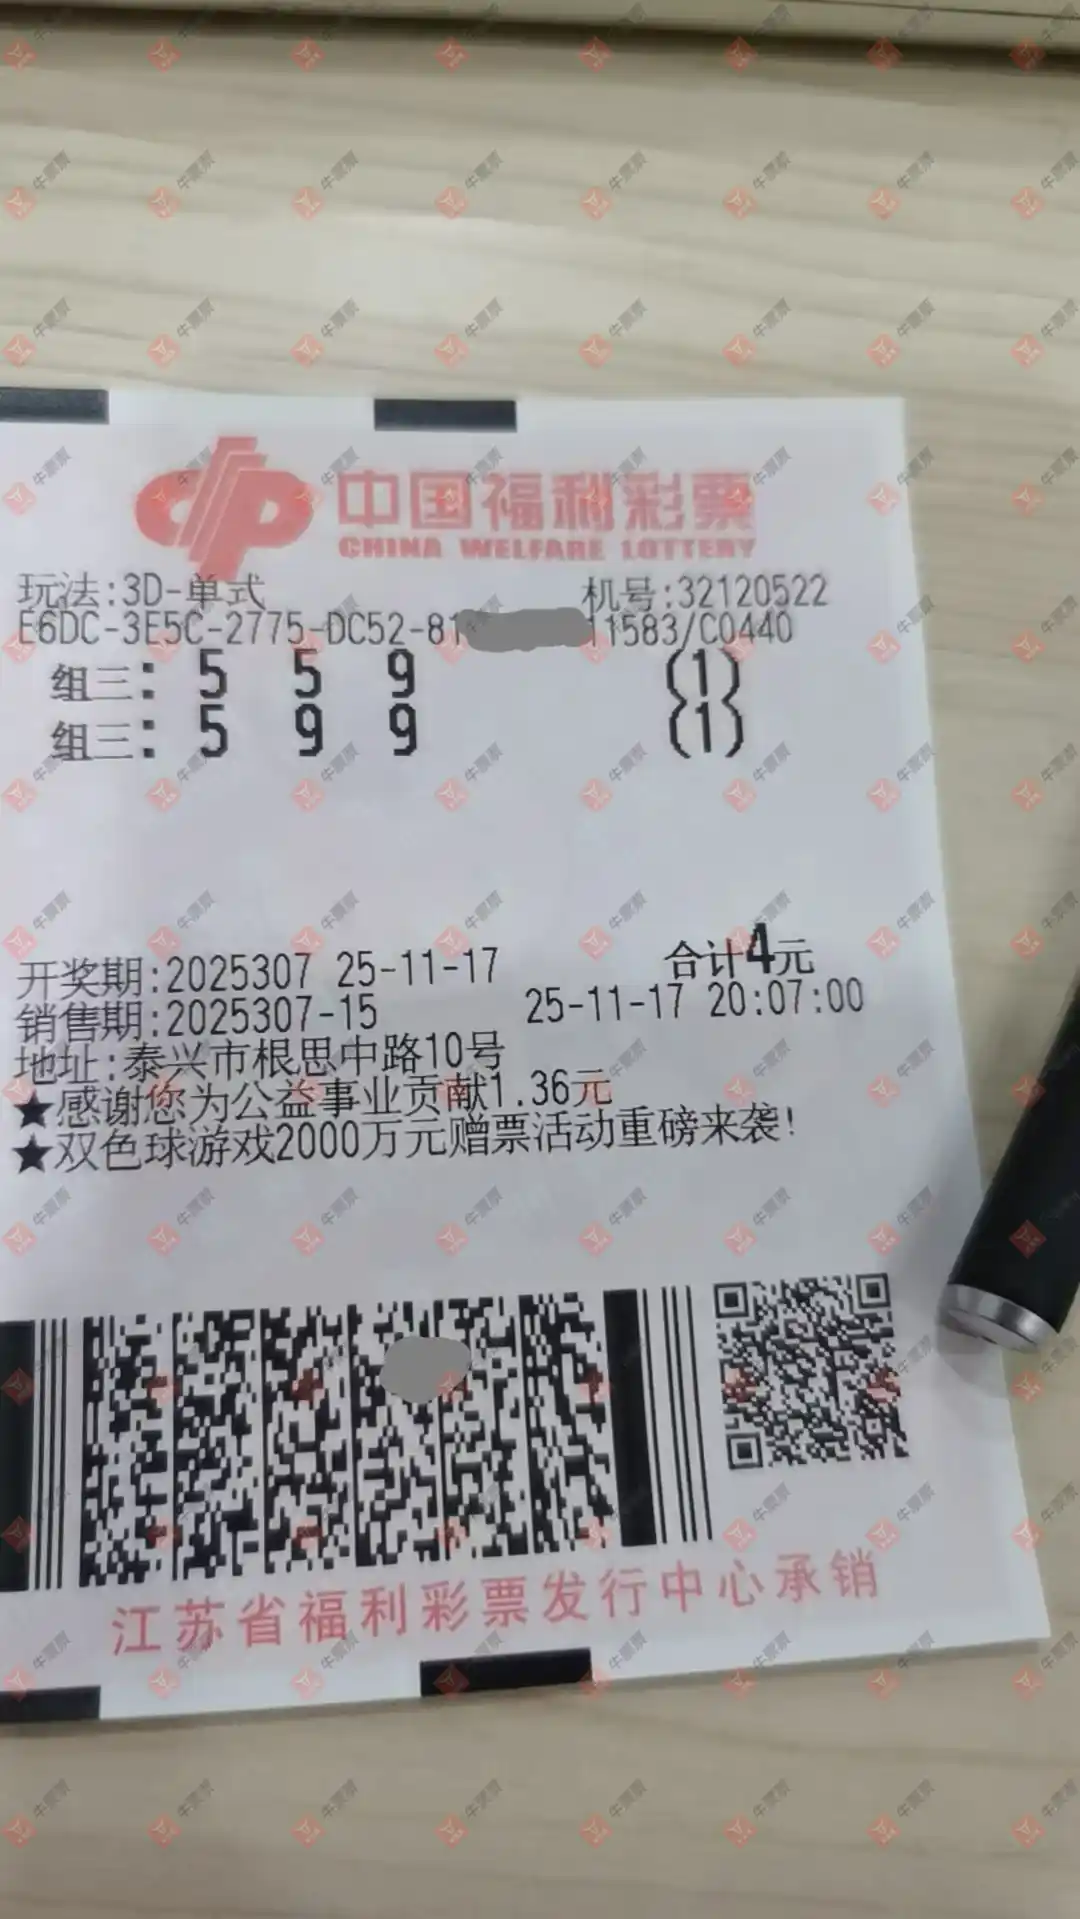 中国福利彩票
CHINA WELFARE LOTTERY
玩法:3D-单式 机号:32120522
E6DC-3E5C-2775-DC52-81 11583/C0440
组三: 5 5 9 (1)
组三: 5 9 9 (1)
合计4元
开奖期:2025307 25-11-17
销售期:2025307-15 25-11-17 20:07:00
地址:泰兴市根思中路10号
★感谢您为公益事业贡献1.36元
★双色球游戏2000万元赠票活动重磅来袭!
江苏省福利彩票发行中心承销
牛票票